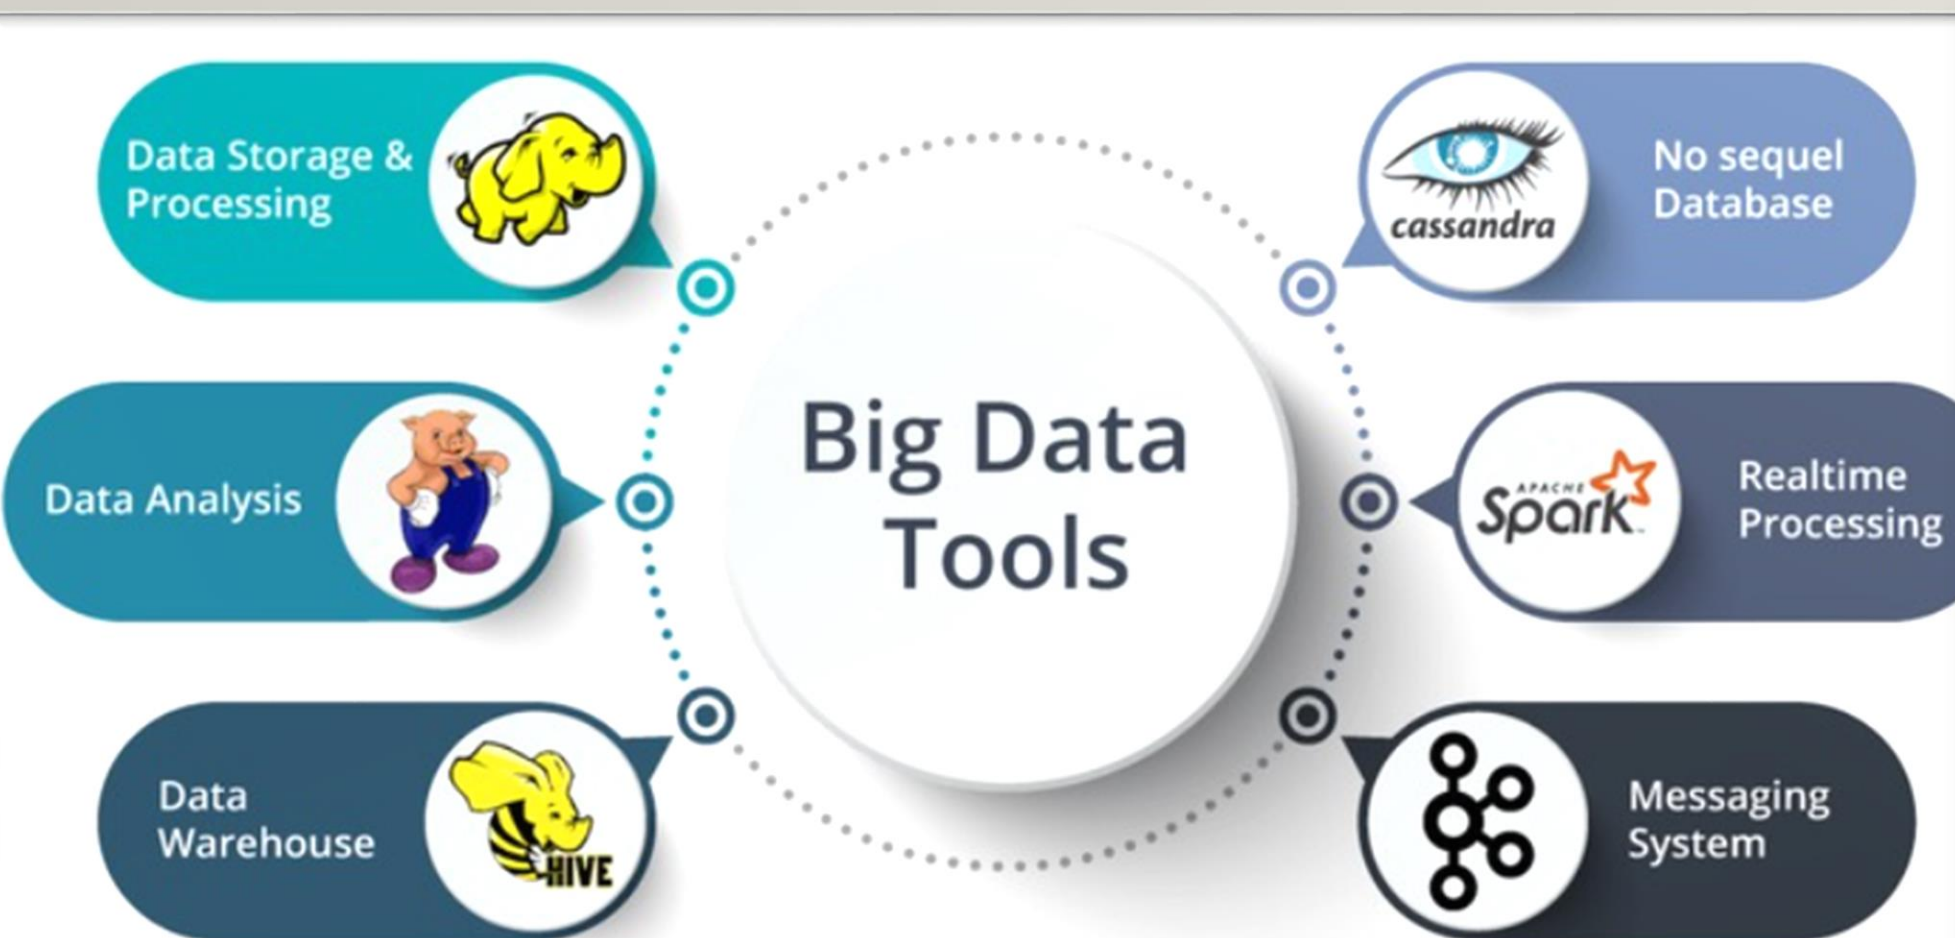 Data Storage &
Processing
Data Analysis
Data
Warehouse
HIVE
Big Data
Tools
cassandra
No sequel
Database
APACHE
Spark™
Realtime
Processing
Messaging
System